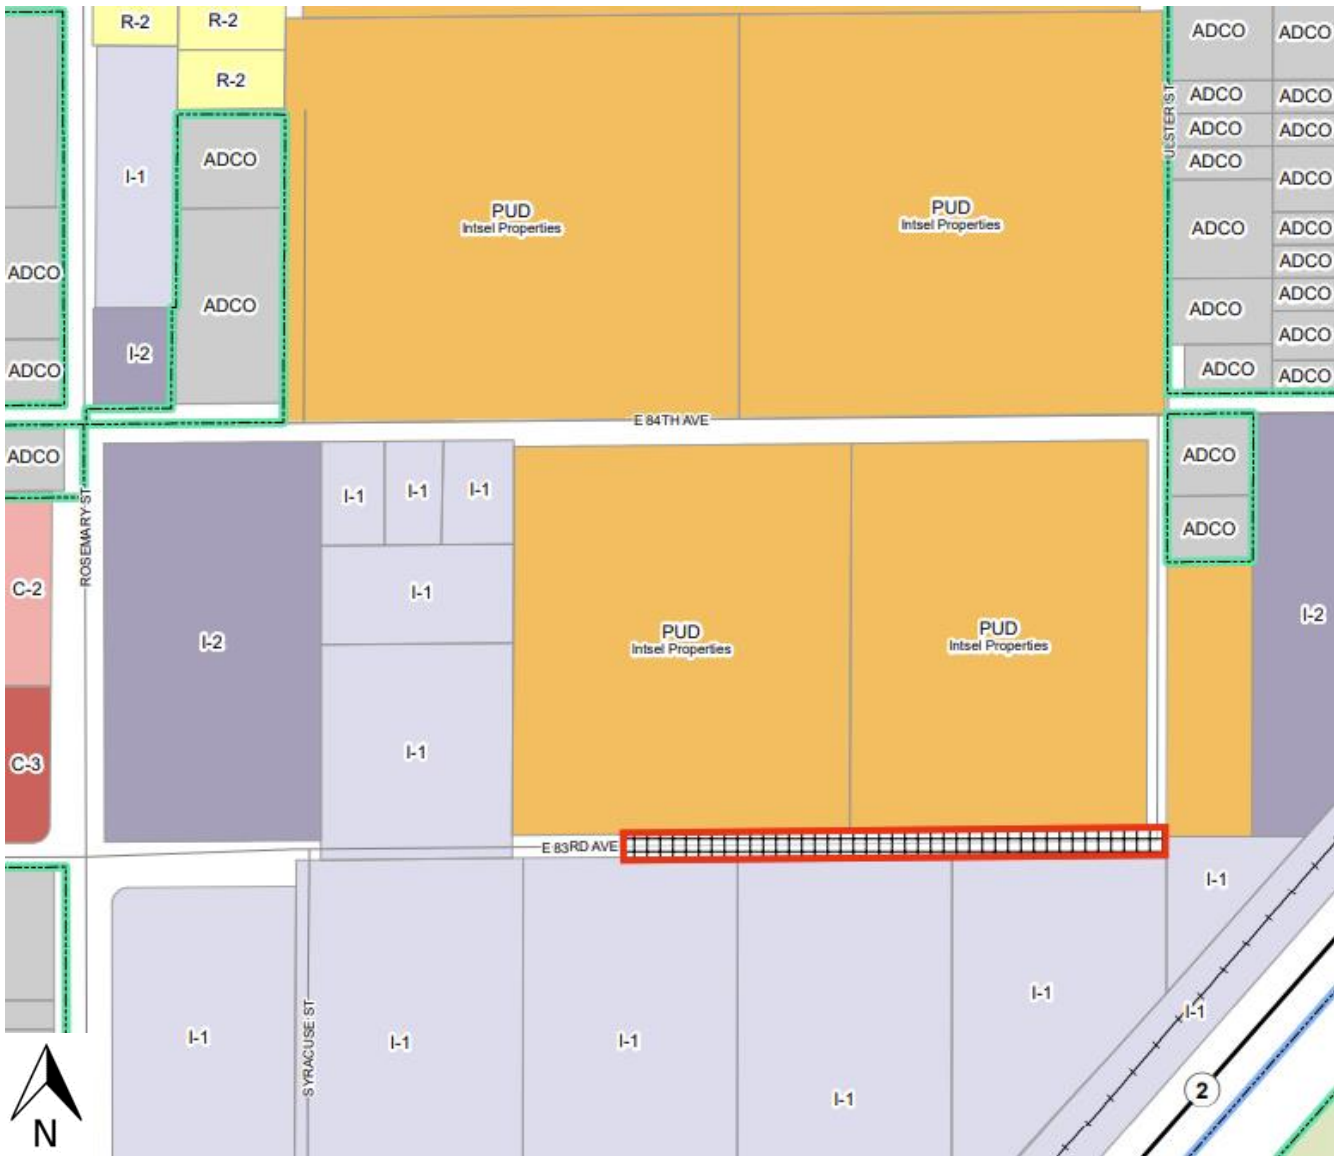 R-2
R-2
ADCO
ADCO
R-2
ADCO
ADCO
ULSTER ST
ADCO
ADCO
ADCO
ADCO
I-1
ADCO
PUD
Intsel Properties
PUD
Intsel Properties
ADCO
ADCO
ADCO
ADCO
ADCO
ADCO
ADCO
ADCO
I-2
ADCO
ADCO
ADCO
ADCO
E 84TH AVE
ADCO
ADCO
I-1
I-1
I-1
ROSEMARY ST
ADCO
C-2
I-1
I-2
PUD
Intsel Properties
PUD
Intsel Properties
I-2
I-1
C-3
E 83RD AVE
I-1
I-1
I-1
SYRACUSE ST
I-1
I-1
I-1
I-1
2
N